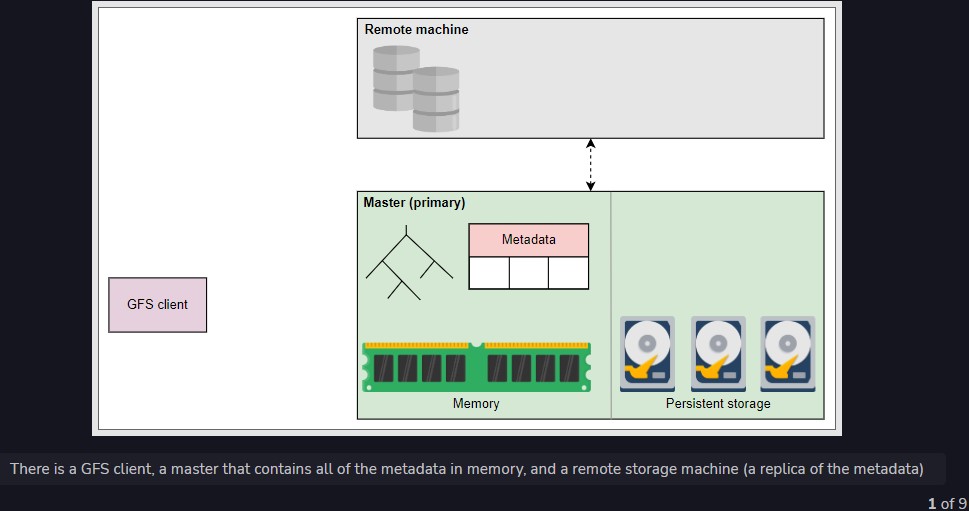 Remote machine
Master (primary)
Metadata
GFS client
Memory
Persistent storage
There is a GFS client, a master that contains all of the metadata in memory, and a remote storage machine (a replica of the metadata)
1 of 9